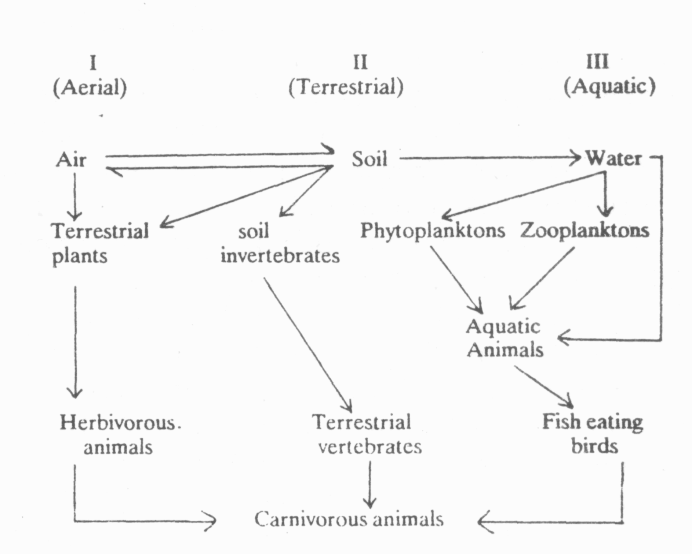 I
(Aerial)
II
(Terrestrial)
III
(Aquatic)
Air
Soil
Water
Terrestrial
plants
soil
invertebrates
Phytoplanktons
Zooplanktons
Aquatic
Animals
Herbivorous.
animals
Terrestrial
vertebrates
Fish eating
birds
Carnivorous animals